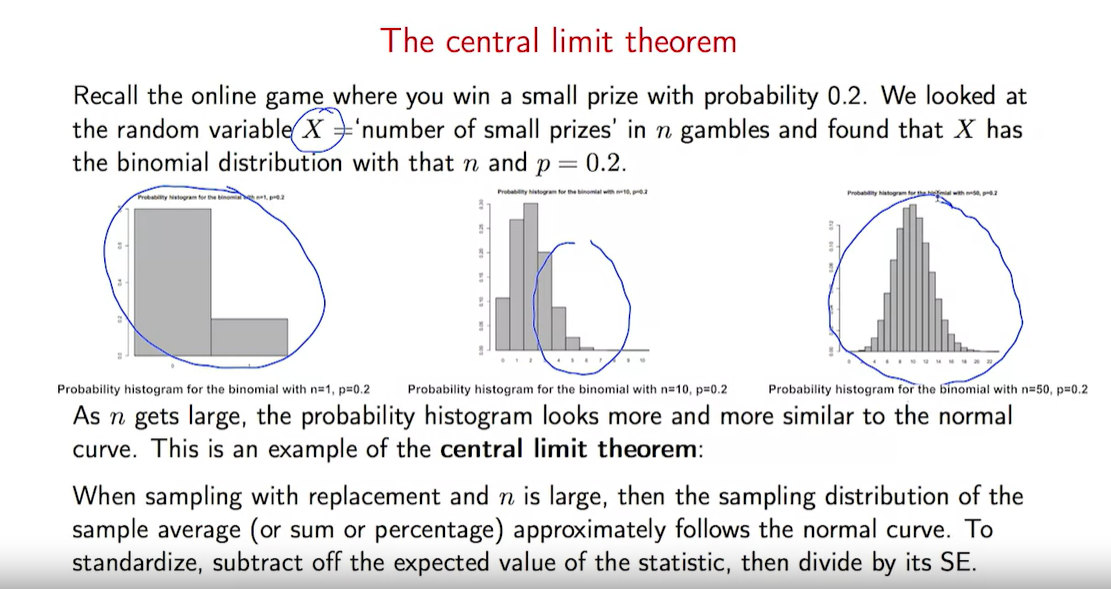 The central limit theorem
Recall the online game where you win a small prize with probability 0.2. We looked at
the random variable X ='number of small prizes' in n gambles and found that X has
the binomial distribution with that n and p = 0.2.
Probability histogram for the binomial with n=1, p=0.2
Probability histogram for the binomial with n=10, p=0.2
Probability histogram for the binomial with n=50, p=0.2
Probability histogram for the binomial with n=1, p=0.2
Probability histogram for the binomial with n=10, p=0.2
Probability histogram for the binomial with n=50, p=0.2
As n gets large, the probability histogram looks more and more similar to the normal
curve. This is an example of the central limit theorem:
When sampling with replacement and n is large, then the sampling distribution of the
sample average (or sum or percentage) approximately follows the normal curve. To
standardize, subtract off the expected value of the statistic, then divide by its SE.